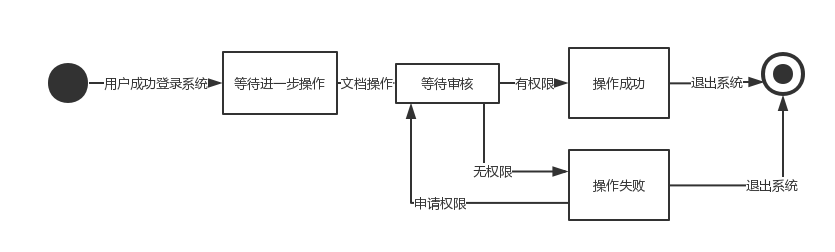 用户成功登录系统
等待进一步操作
文档操作
等待审核
有权限
操作成功
退出系统
无权限
操作失败
申请权限
退出系统